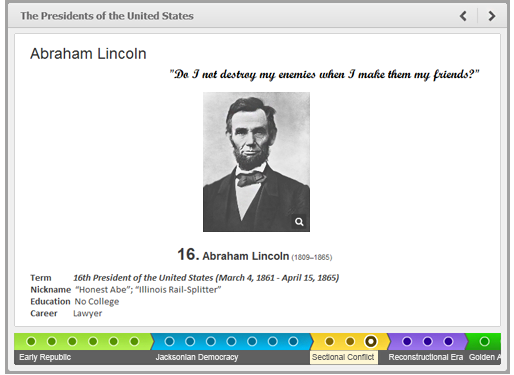 The Presidents of the United States
Abraham Lincoln
"Do I not destroy my enemies when I make them my friends?"
16. Abraham Lincoln (1809–1865)
Term 16th President of the United States (March 4, 1861 - April 15, 1865)
Nickname "Honest Abe"; "Illinois Rail-Splitter"
Education No College
Career Lawyer
Early Republic Jacksonian Democracy Sectional Conflict Reconstructional Era Golden A